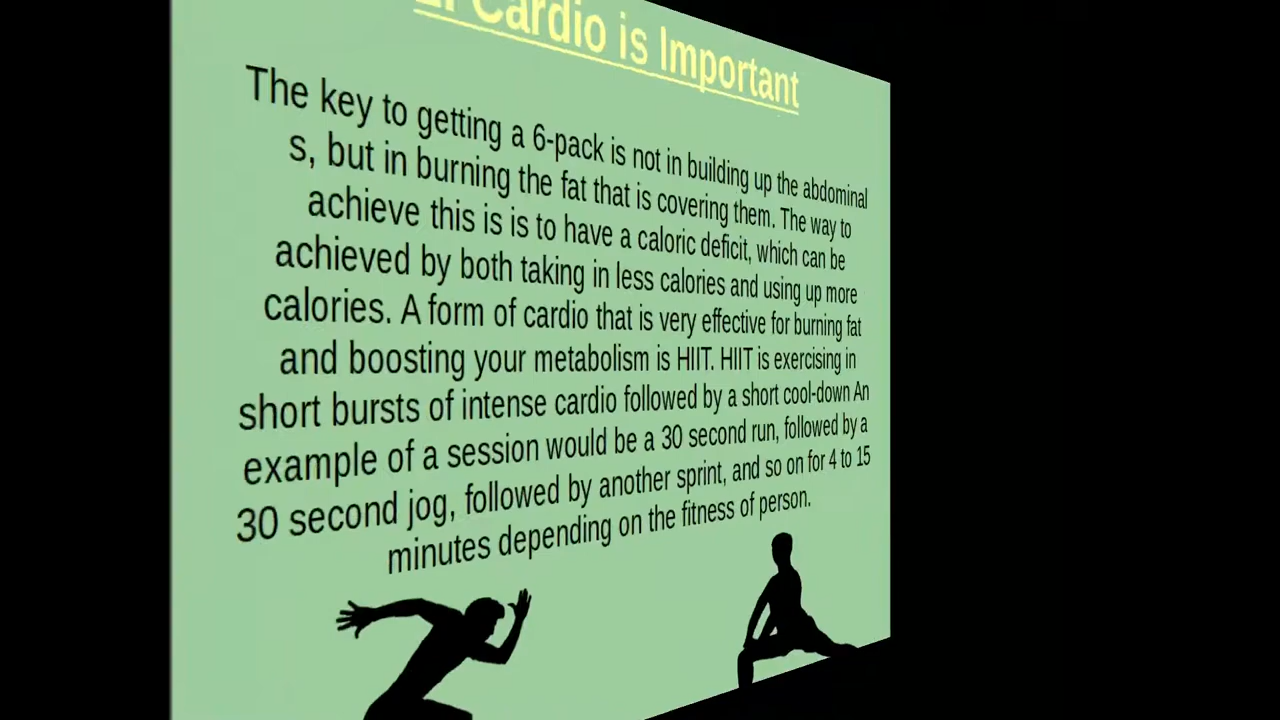 Cardio is Important
The key to getting a 6-pack is not in building up the abdominal
s, but in burning the fat that is covering them. The way to
achieve this is is to have a caloric deficit, which can be
achieved by both taking in less calories and using up more
calories. A form of cardio that is very effective for burning fat
and boosting your metabolism is HIIT. HIIT is exercising in
short bursts of intense cardio followed by a short cool-down An
example of a session would be a 30 second run, followed by a
30 second jog, followed by another sprint, and so on for 4 to 15
minutes depending on the fitness of person.